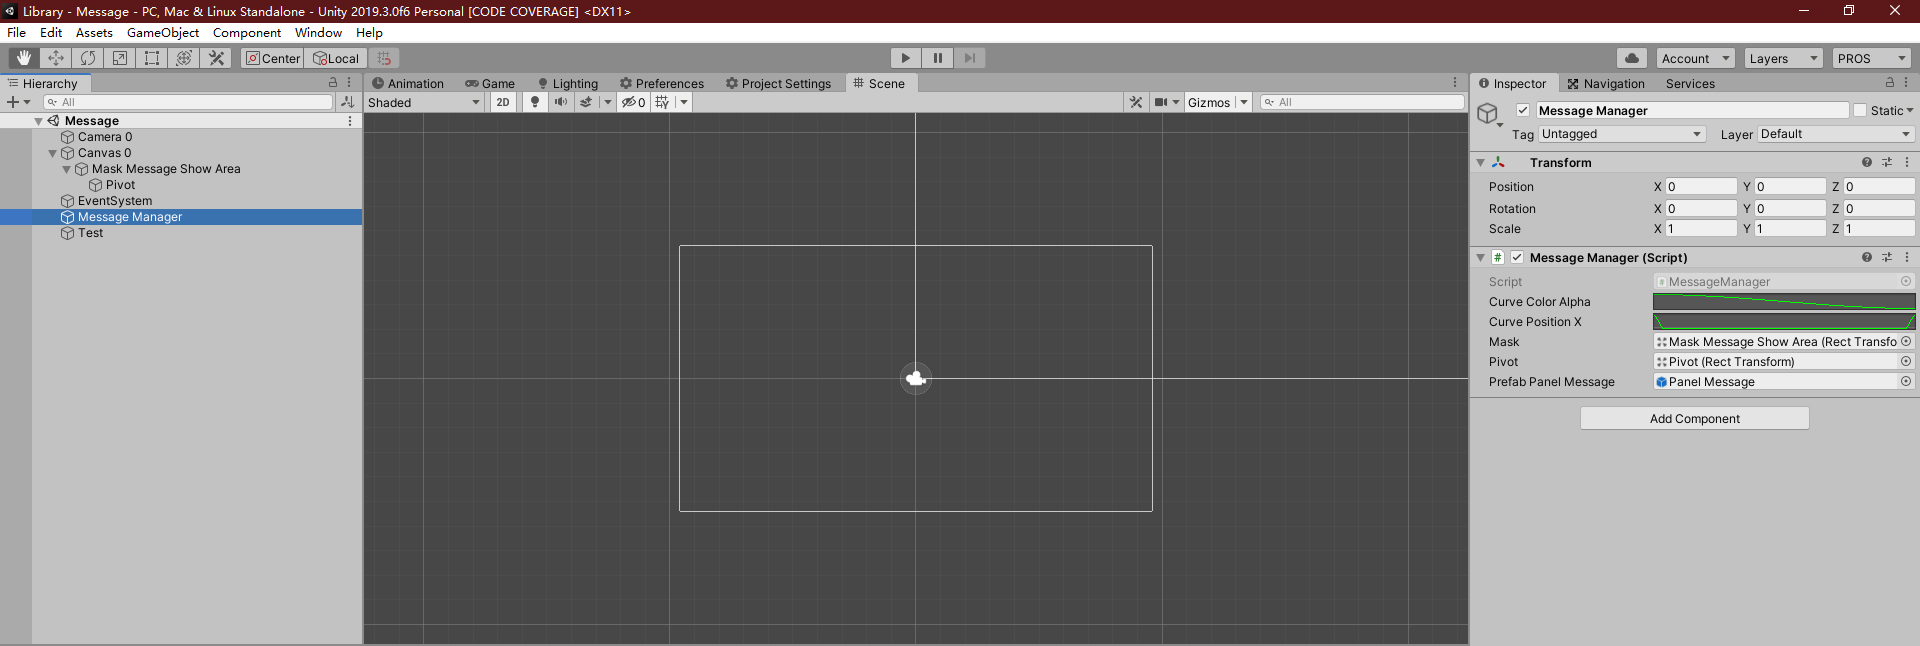 Library - Message - PC, Mac & Linux Standalone - Unity 2019.3.0f6 Personal [CODE COVERAGE] <DX11>
File Edit Assets GameObject Component Window Help
Center Local Account Layers PROS
Hierarchy
All
Message
Camera 0
Canvas 0
Mask Message Show Area
Pivot
EventSystem
Message Manager
Test
Animation Game Lighting Preferences Project Settings Scene
Shaded 2D 0 Gizmos All
Inspector Navigation Services
Message Manager Static
Tag Untagged Layer Default
Transform
Position X 0 Y 0 Z 0
Rotation X 0 Y 0 Z 0
Scale X 1 Y 1 Z 1
# Message Manager (Script)
Script MessageManager
Curve Color Alpha
Curve Position X
Mask Mask Message Show Area (Rect Transfo
Pivot Pivot (Rect Transform)
Prefab Panel Message Panel Message
Add Component